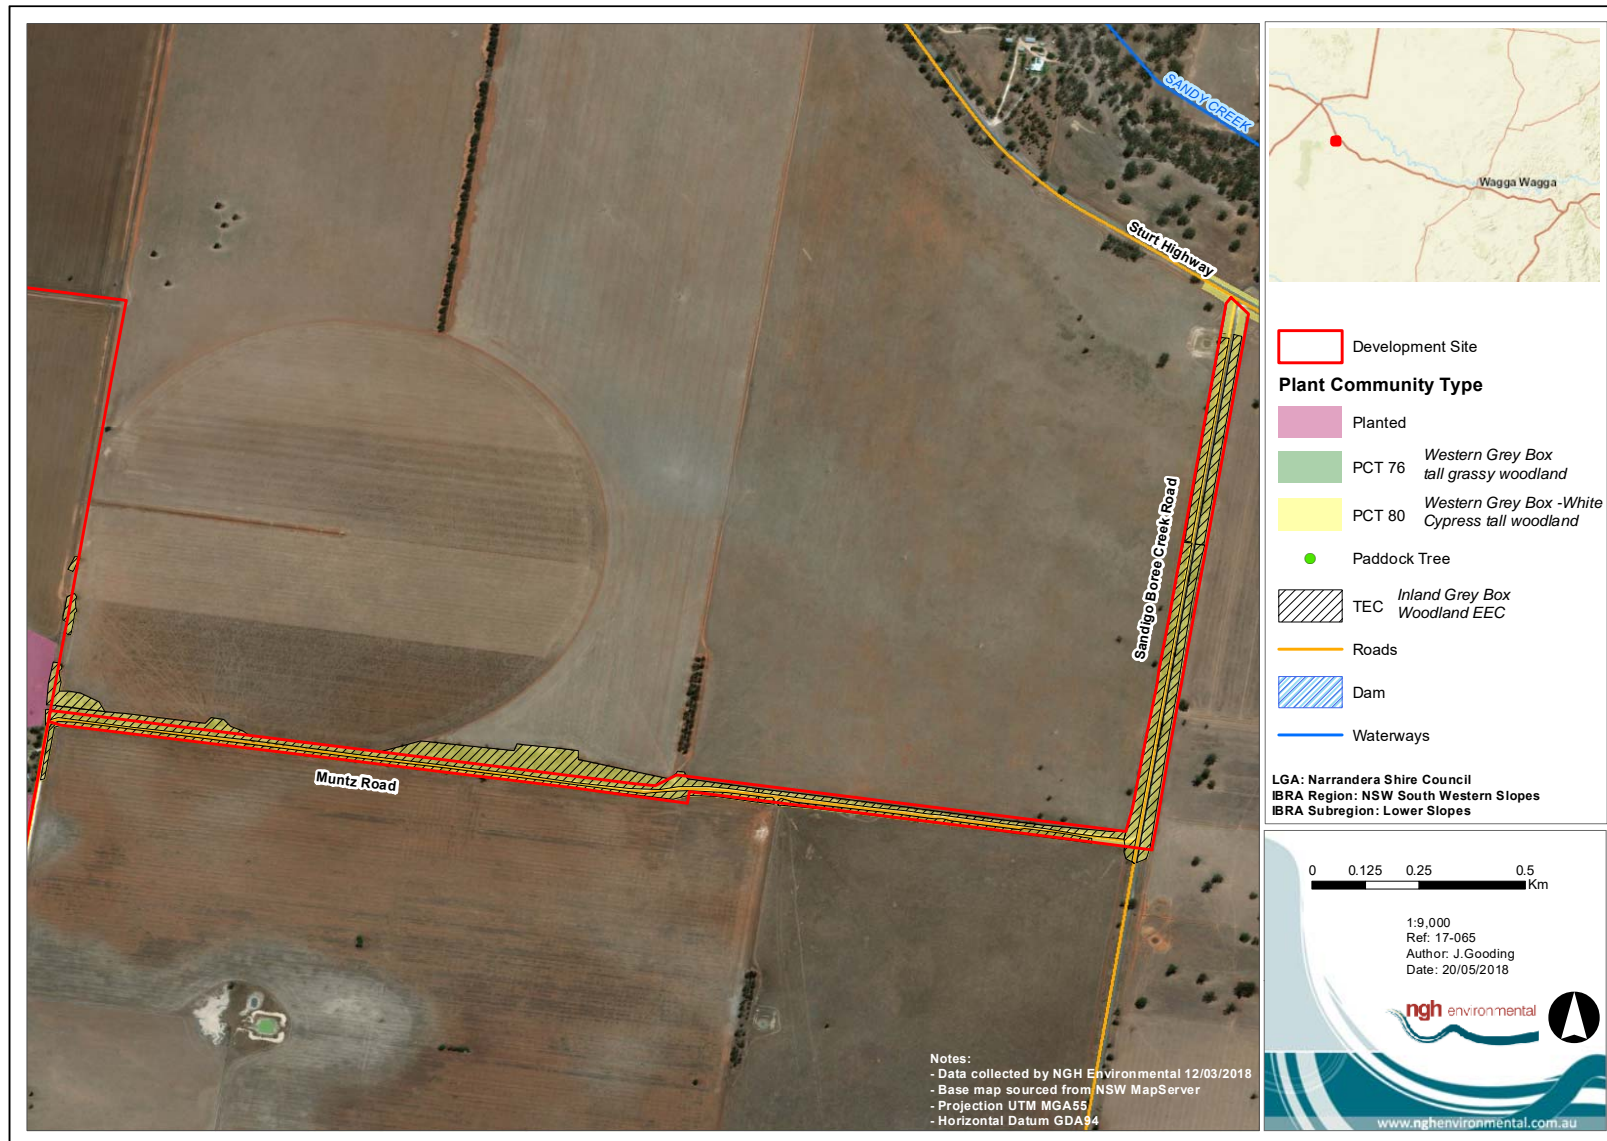 SANDY CREEK
Sturt Highway
Sandigo Boree Creek Road
Muntz Road
Notes:
- Data collected by NGH Environmental 12/03/2018
- Base map sourced from NSW MapServer
- Projection UTM MGA55
- Horizontal Datum GDA94
Wagga Wagga
Development Site
Plant Community Type
Planted
PCT 76 Western Grey Box
tall grassy woodland
PCT 80 Western Grey Box -White
Cypress tall woodland
Paddock Tree
TEC Inland Grey Box
Woodland EEC
Roads
Dam
Waterways
LGA: Narrandera Shire Council
IBRA Region: NSW South Western Slopes
IBRA Subregion: Lower Slopes
0 0.125 0.25 0.5
Km
1:9,000
Ref: 17-065
Author: J.Gooding
Date: 20/05/2018
ngh environmental
www.nghenvironmental.com.au